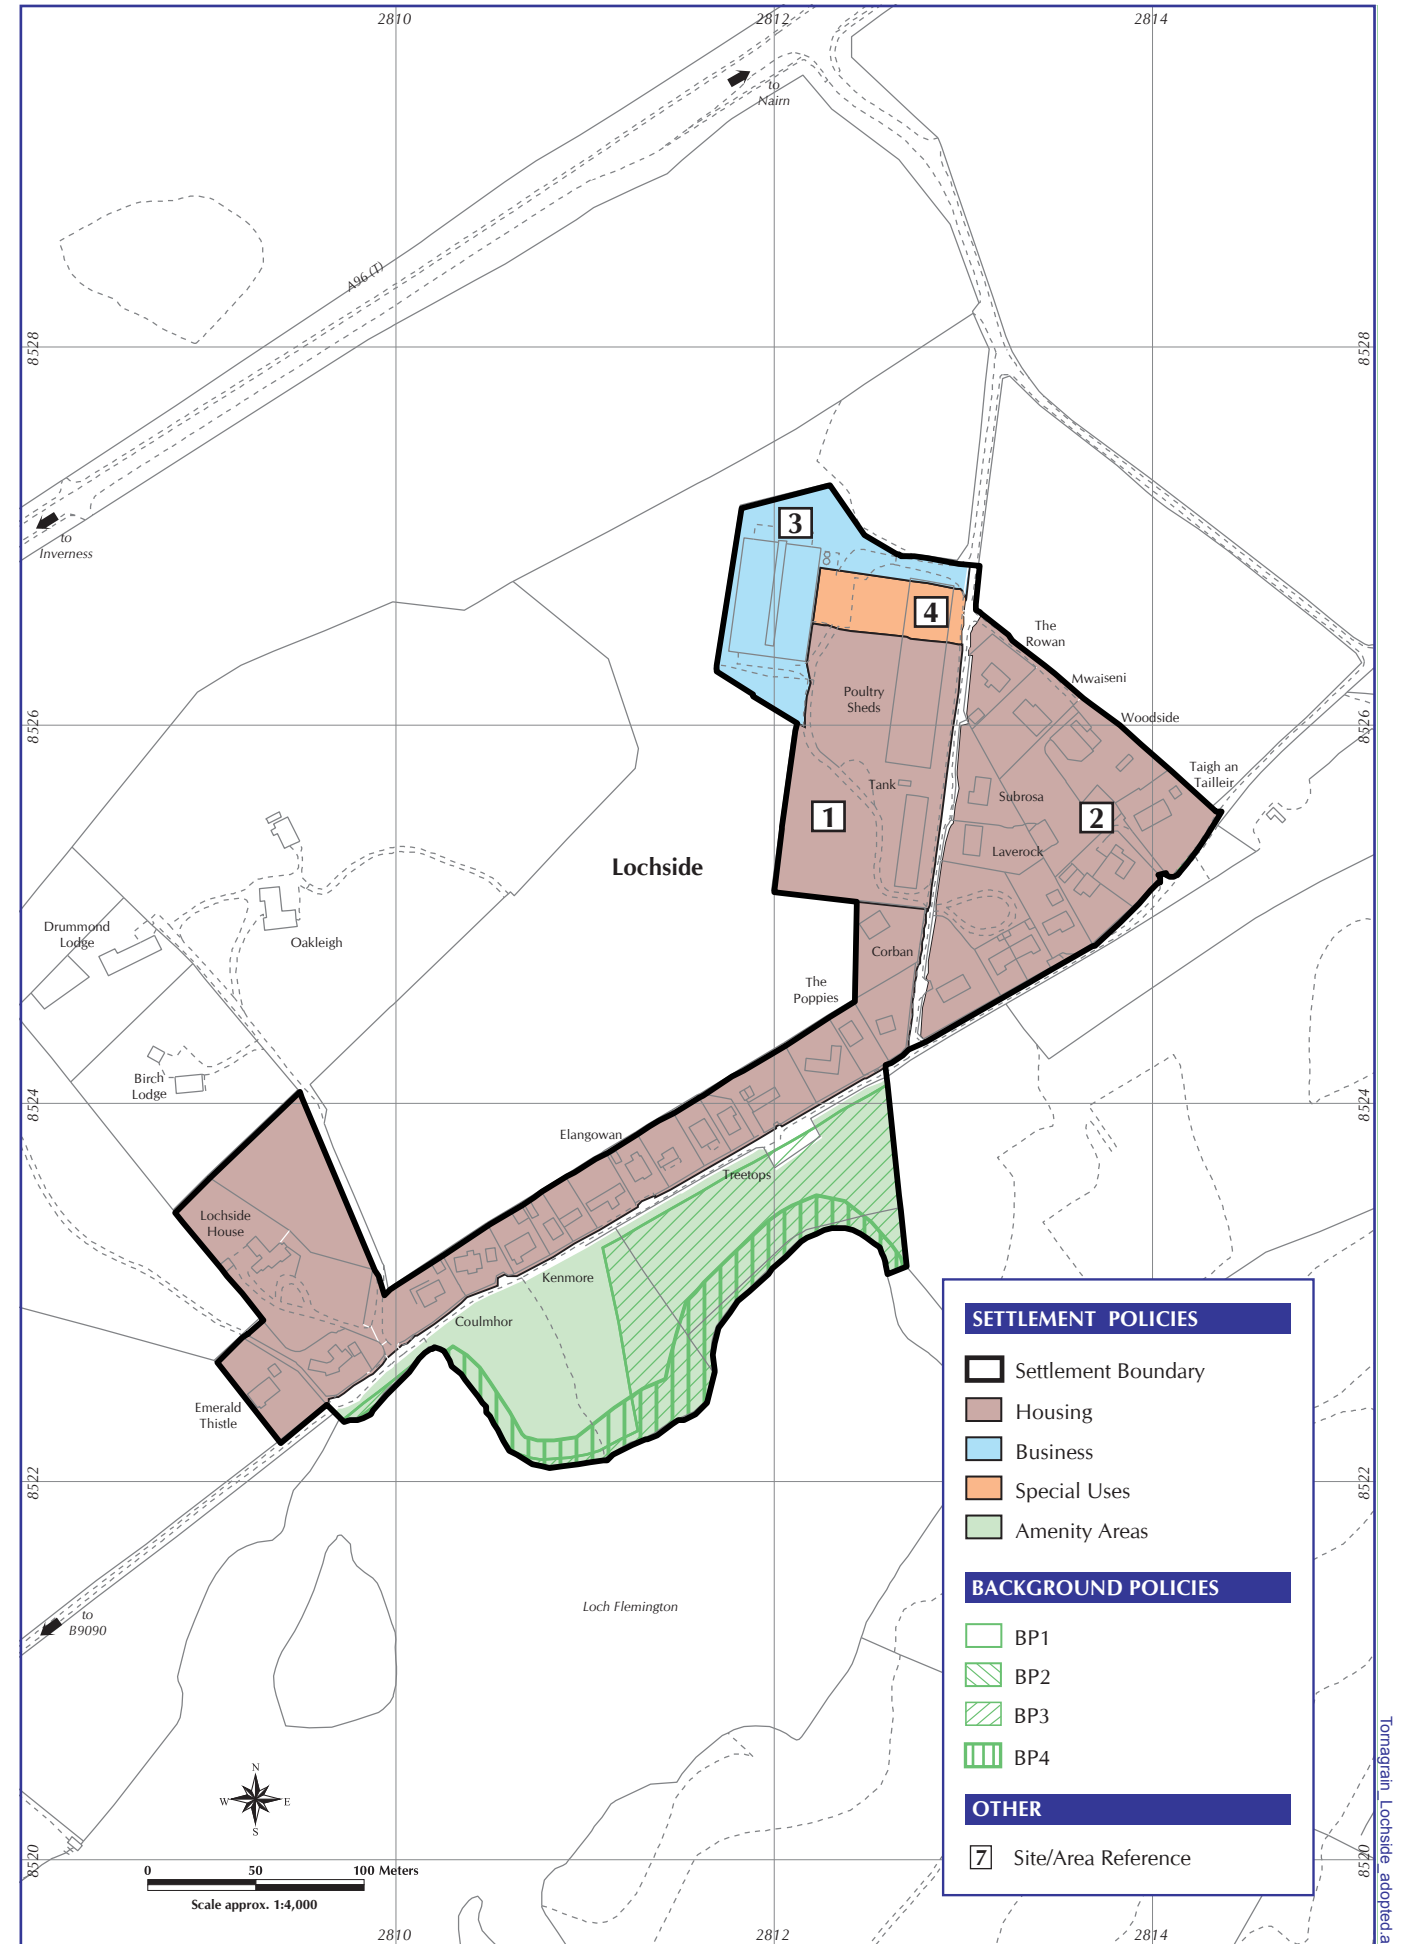 2810
2812
2814
to
Nairn
A96 (T)
8528
8528
to
Inverness
3
4
The
Rowan
Mwaiseni
Woodside
Poultry
Sheds
8526
8526
Taigh an
Tailleir
Tank
Subrosa
1
2
Laverock
Lochside
Drummond
Lodge
Oakleigh
Corban
The
Poppies
Birch
Lodge
8524
8524
Elangowan
Treetops
Lochside
House
Kenmore
Coulmhor
Emerald
Thistle
8522
8522
Loch Flemington
to
B9090
SETTLEMENT POLICIES
Settlement Boundary
Housing
Business
Special Uses
Amenity Areas
BACKGROUND POLICIES
BP1
BP2
BP3
BP4
OTHER
7 Site/Area Reference
N
W E
S
0 50 100 Meters
Scale approx. 1:4,000
8520
8520
2810
2812
2814
Tornagrain_Lochside_adopted.a